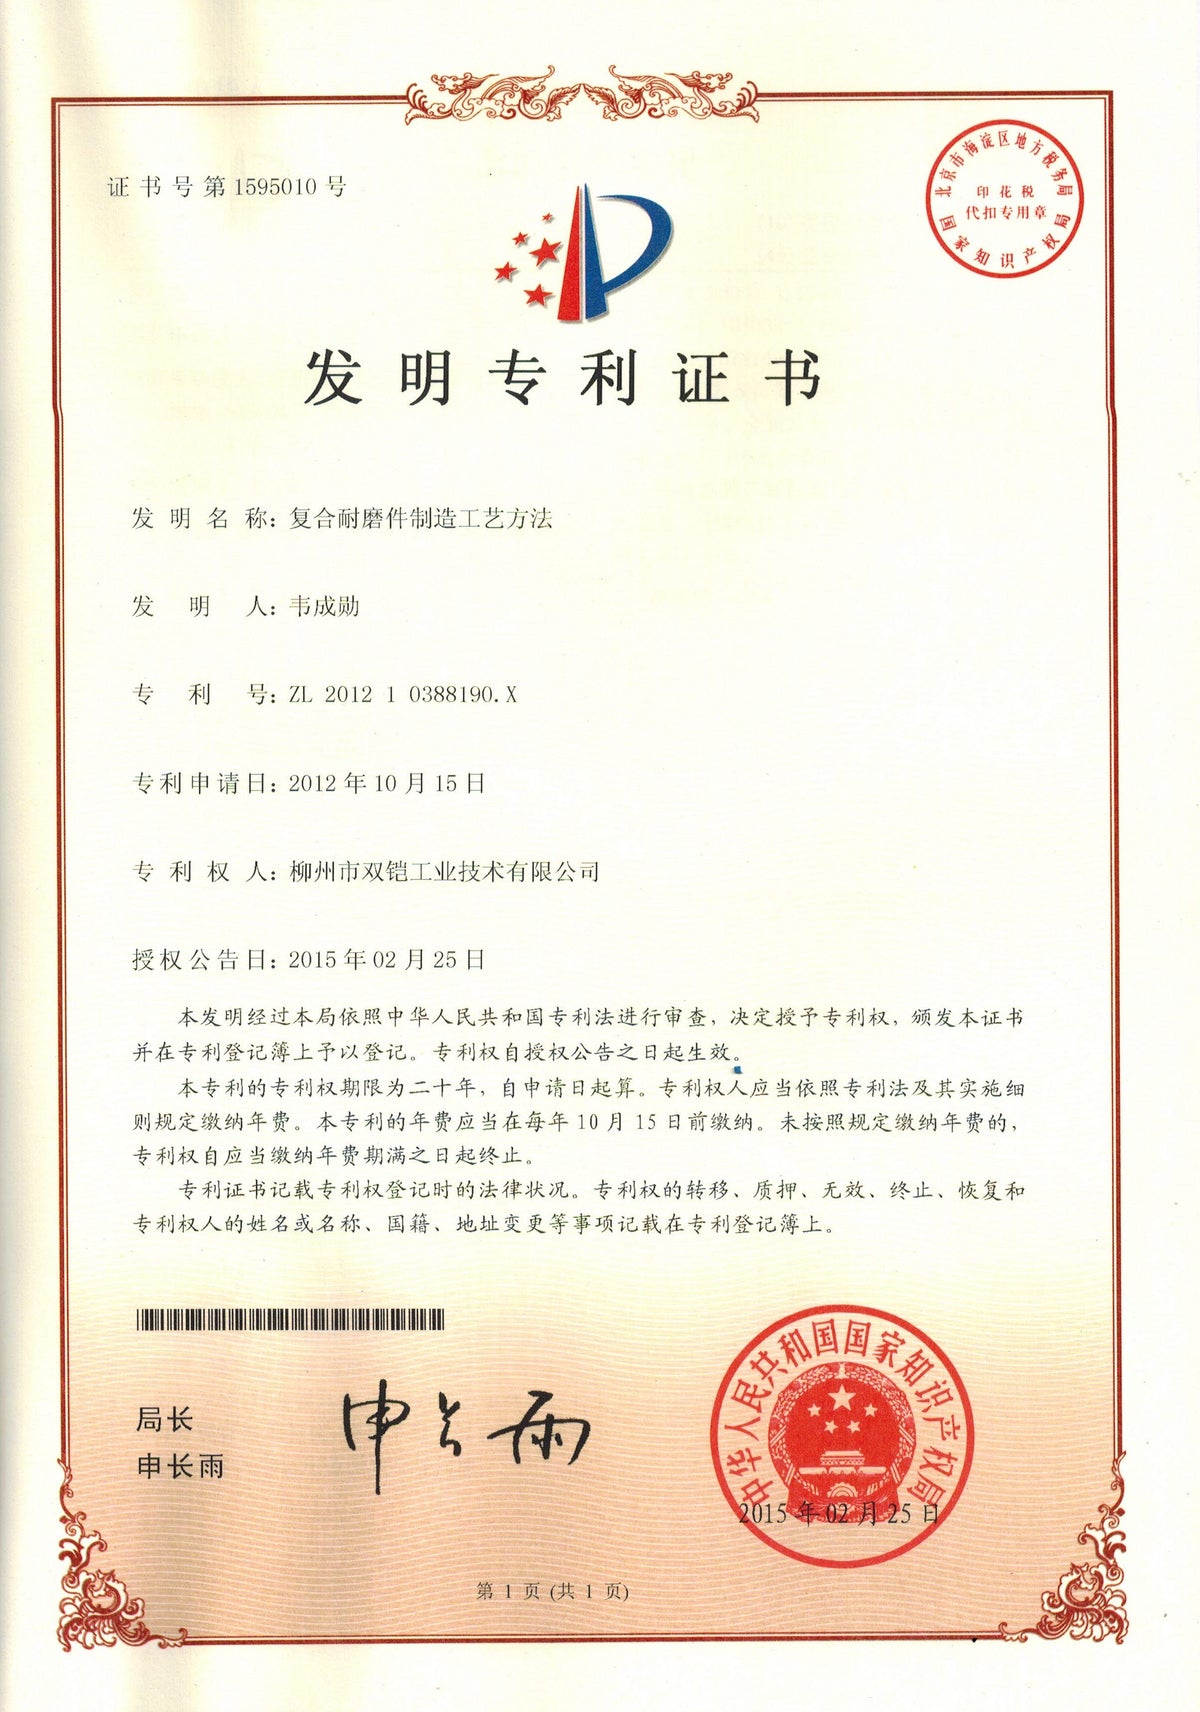 证书号第1595010号
北京市海淀区地方税务局
印花税
代扣专用章
国家知识产权局
发明专利证书
发明名称：复合耐磨件制造工艺方法
发明人：韦成勋
专利号：ZL 2012 1 0388190.X
专利申请日：2012年10月15日
专利权人：柳州市双铠工业技术有限公司
授权公告日：2015年02月25日
本发明经过本局依照中华人民共和国专利法进行审查，决定授予专利权，颁发本证书
并在专利登记簿上予以登记。专利权自授权公告之日起生效。
本专利的专利权期限为二十年，自申请日起算。专利权人应当依照专利法及其实施细
则规定缴纳年费。本专利的年费应当在每年10月15日前缴纳。未按照规定缴纳年费的，
专利权自应当缴纳年费期满之日起终止。
专利证书记载专利权登记时的法律状况。专利权的转移、质押、无效、终止、恢复和
专利权人的姓名或名称、国籍、地址变更等事项记载在专利登记簿上。
局长
申长雨
申长雨
中华人民共和国国家知识产权局
2015年02月25日
第1页(共1页)